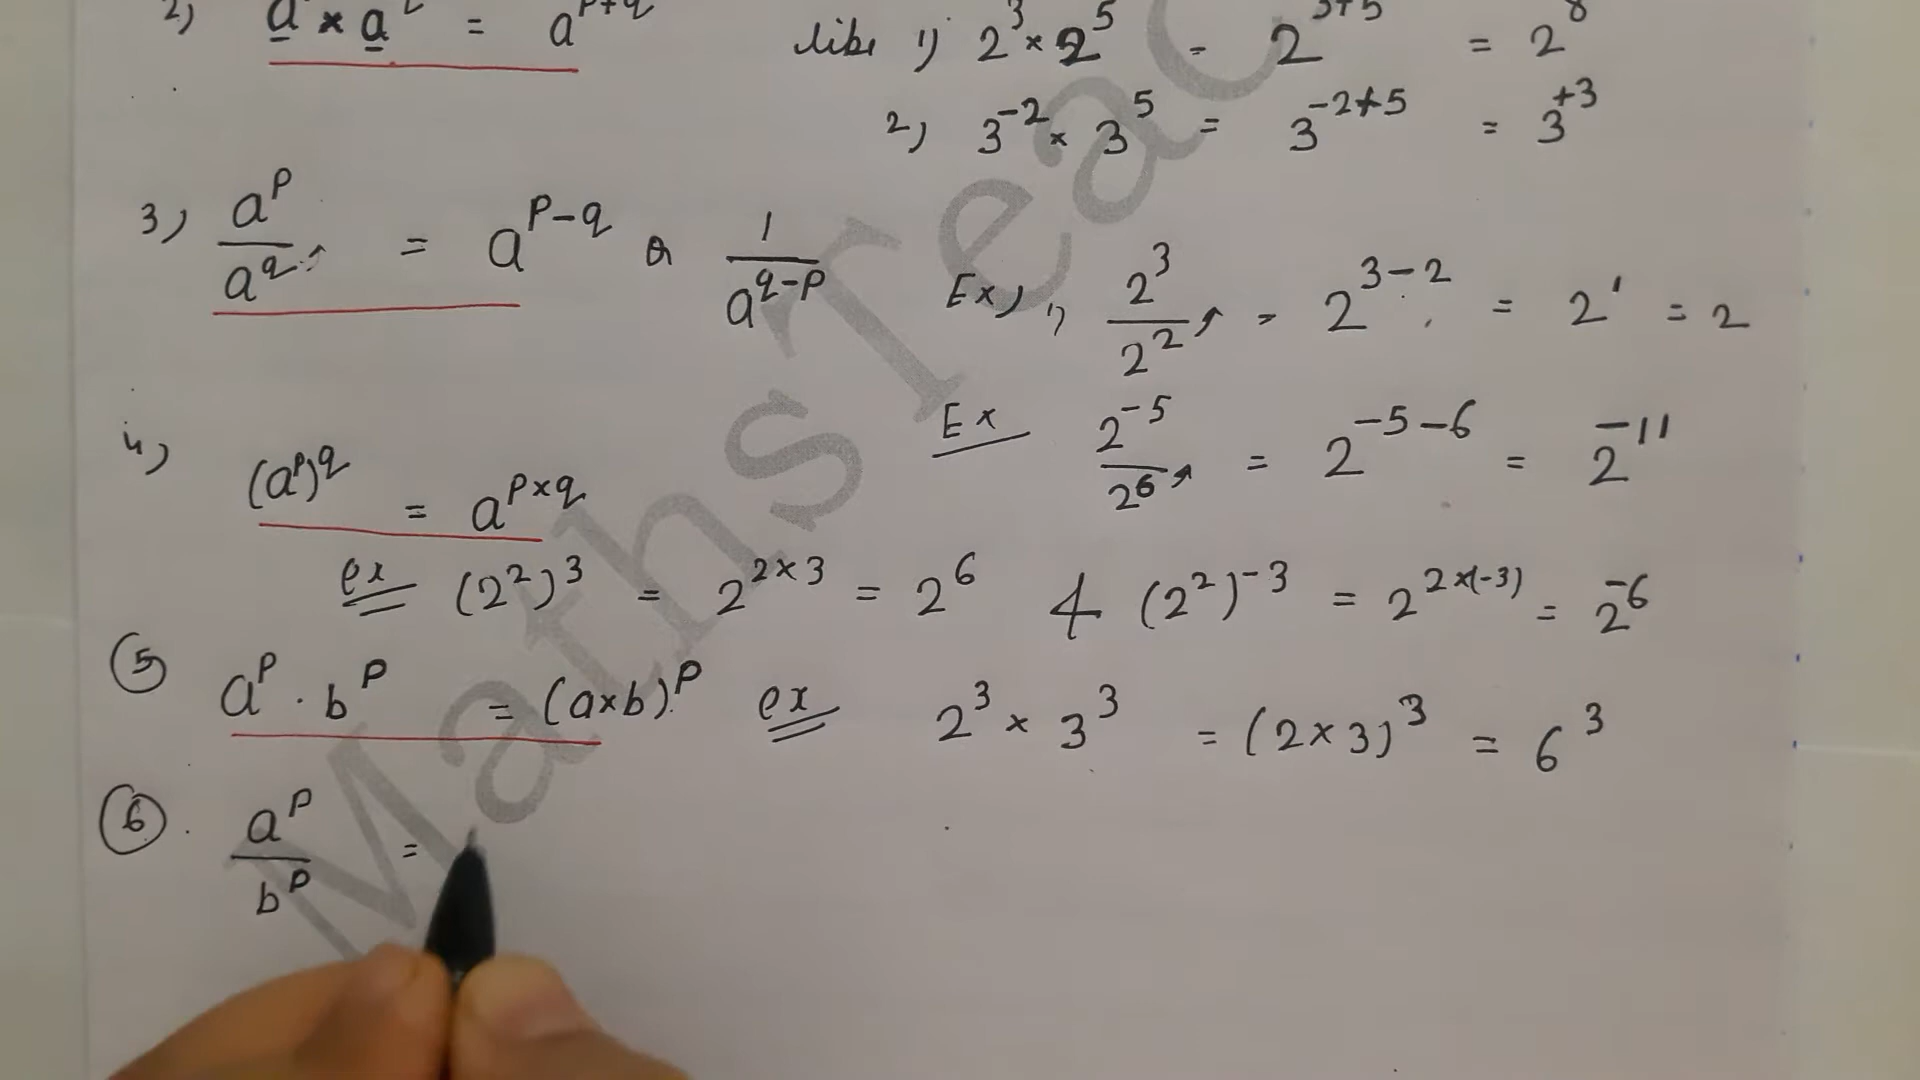 2) a × a = a^(p+q) like 1) 2^3 × 2^5 = 2^(3+5) = 2^8
2) 3^-2 × 3^5 = 3^(-2+5) = 3^+3
3) a^p/a^q = a^(p-q) or 1/a^(q-p) Ex) 1) 2^3/2^2 = 2^(3-2) = 2^1 = 2
Ex 2^-5/2^6 = 2^(-5-6) = 2^-11
4) (a^p)^q = a^(p×q)
ex (2^2)^3 = 2^(2×3) = 2^6 & (2^2)^-3 = 2^(2×(-3)) = 2^-6
5 a^p . b^p = (a×b)^p ex 2^3 × 3^3 = (2×3)^3 = 6^3
6. a^p/b^p =
Maths Teac